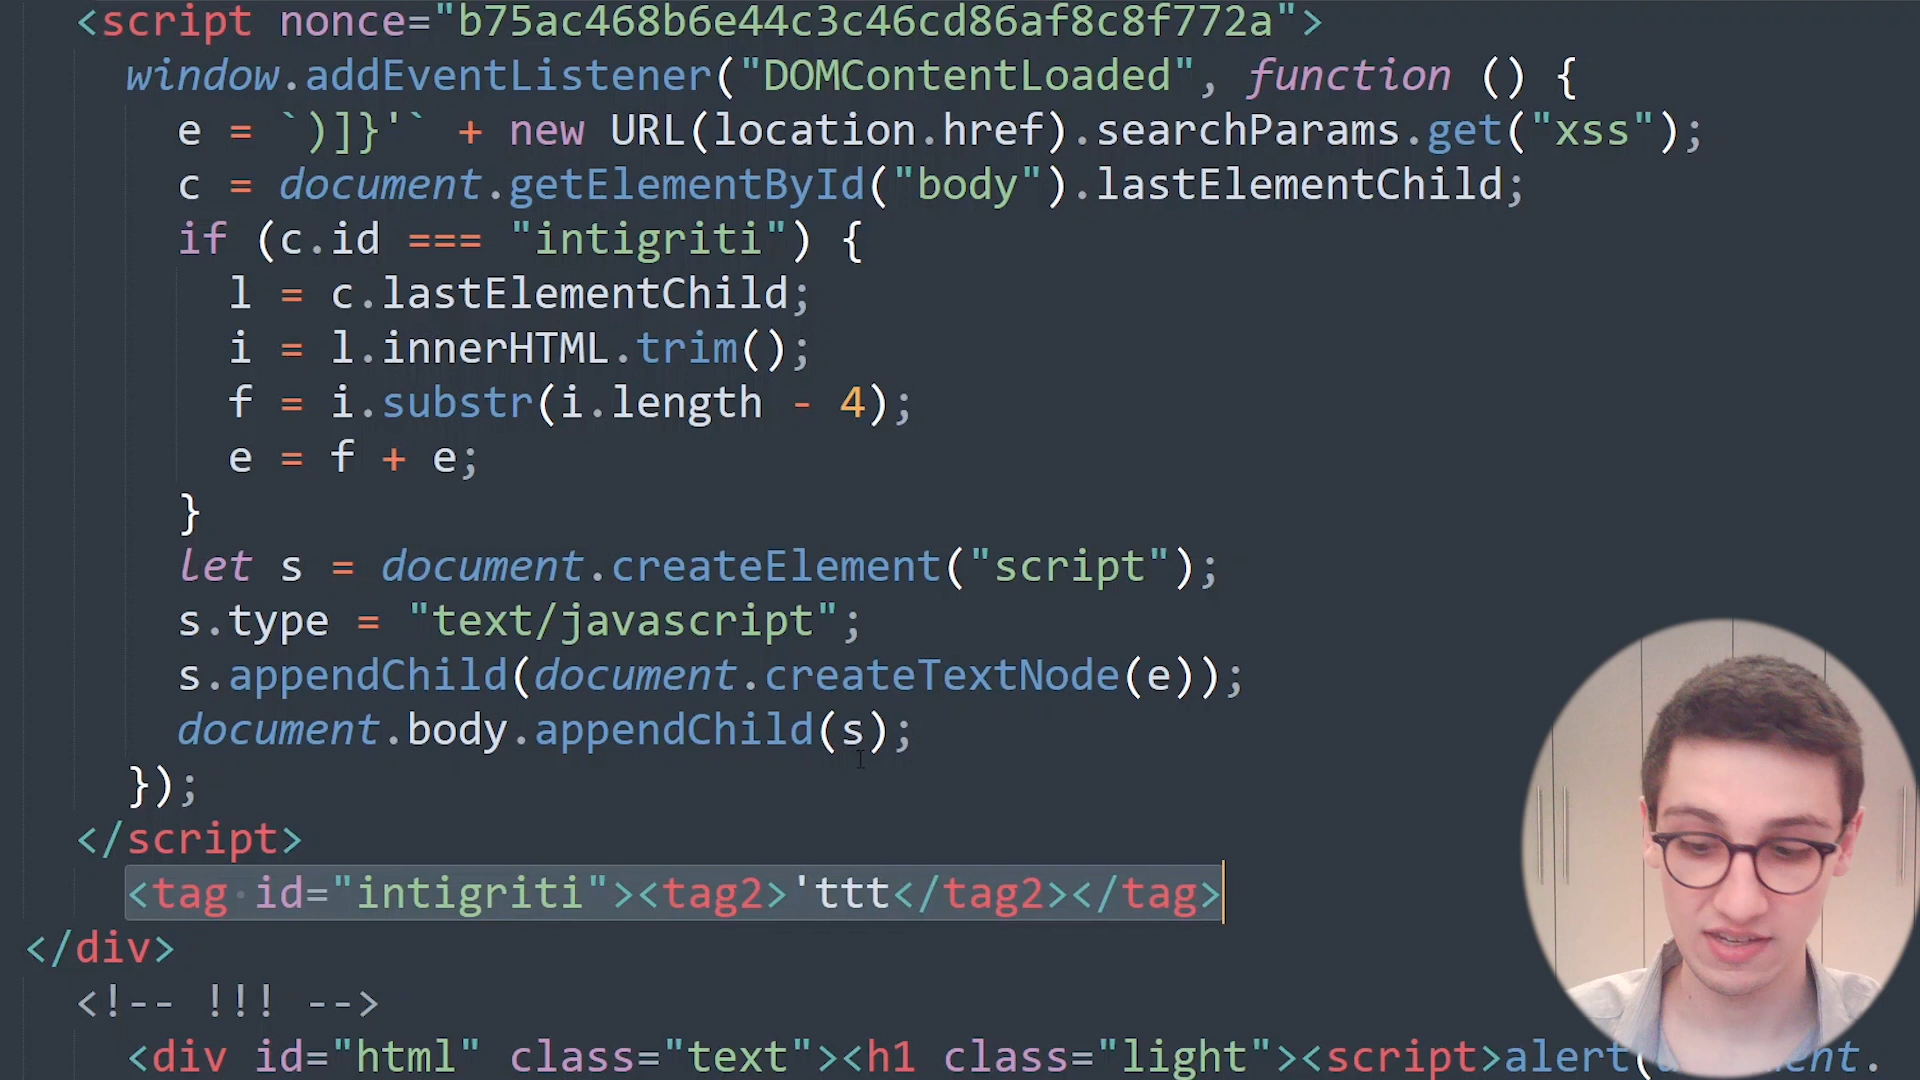 <script nonce="b75ac468b6e44c3c46cd86af8c8f772a">
window.addEventListener("DOMContentLoaded", function () {
e = `)]}'` + new URL(location.href).searchParams.get("xss");
c = document.getElementById("body").lastElementChild;
if (c.id === "intigriti") {
l = c.lastElementChild;
i = l.innerHTML.trim();
f = i.substr(i.length - 4);
e = f + e;
}
let s = document.createElement("script");
s.type = "text/javascript";
s.appendChild(document.createTextNode(e));
document.body.appendChild(s);
});
</script>
<tag id="intigriti"><tag2>'ttt</tag2></tag>
</div>
<!-- !!! -->
<div id="html" class="text"><h1 class="light"><script>alert(document.